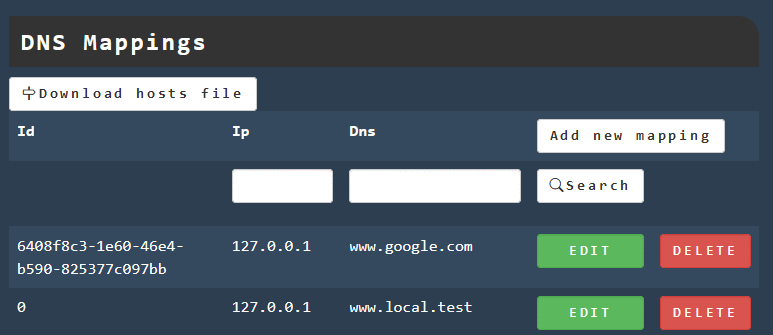 DNS Mappings
Download hosts file
Id Ip Dns Add new mapping
Search
6408f8c3-1e60-46e4- 127.0.0.1 www.google.com EDIT DELETE
b590-825377c097bb
0 127.0.0.1 www.local.test EDIT DELETE